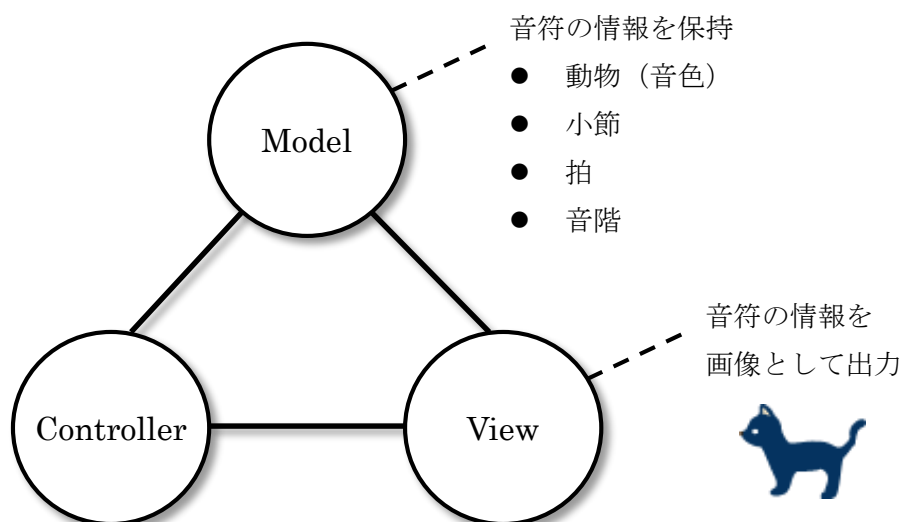 音符の情報を保持
● 動物（音色）
● 小節
● 拍
● 音階
Model
音符の情報を
画像として出力
Controller
View